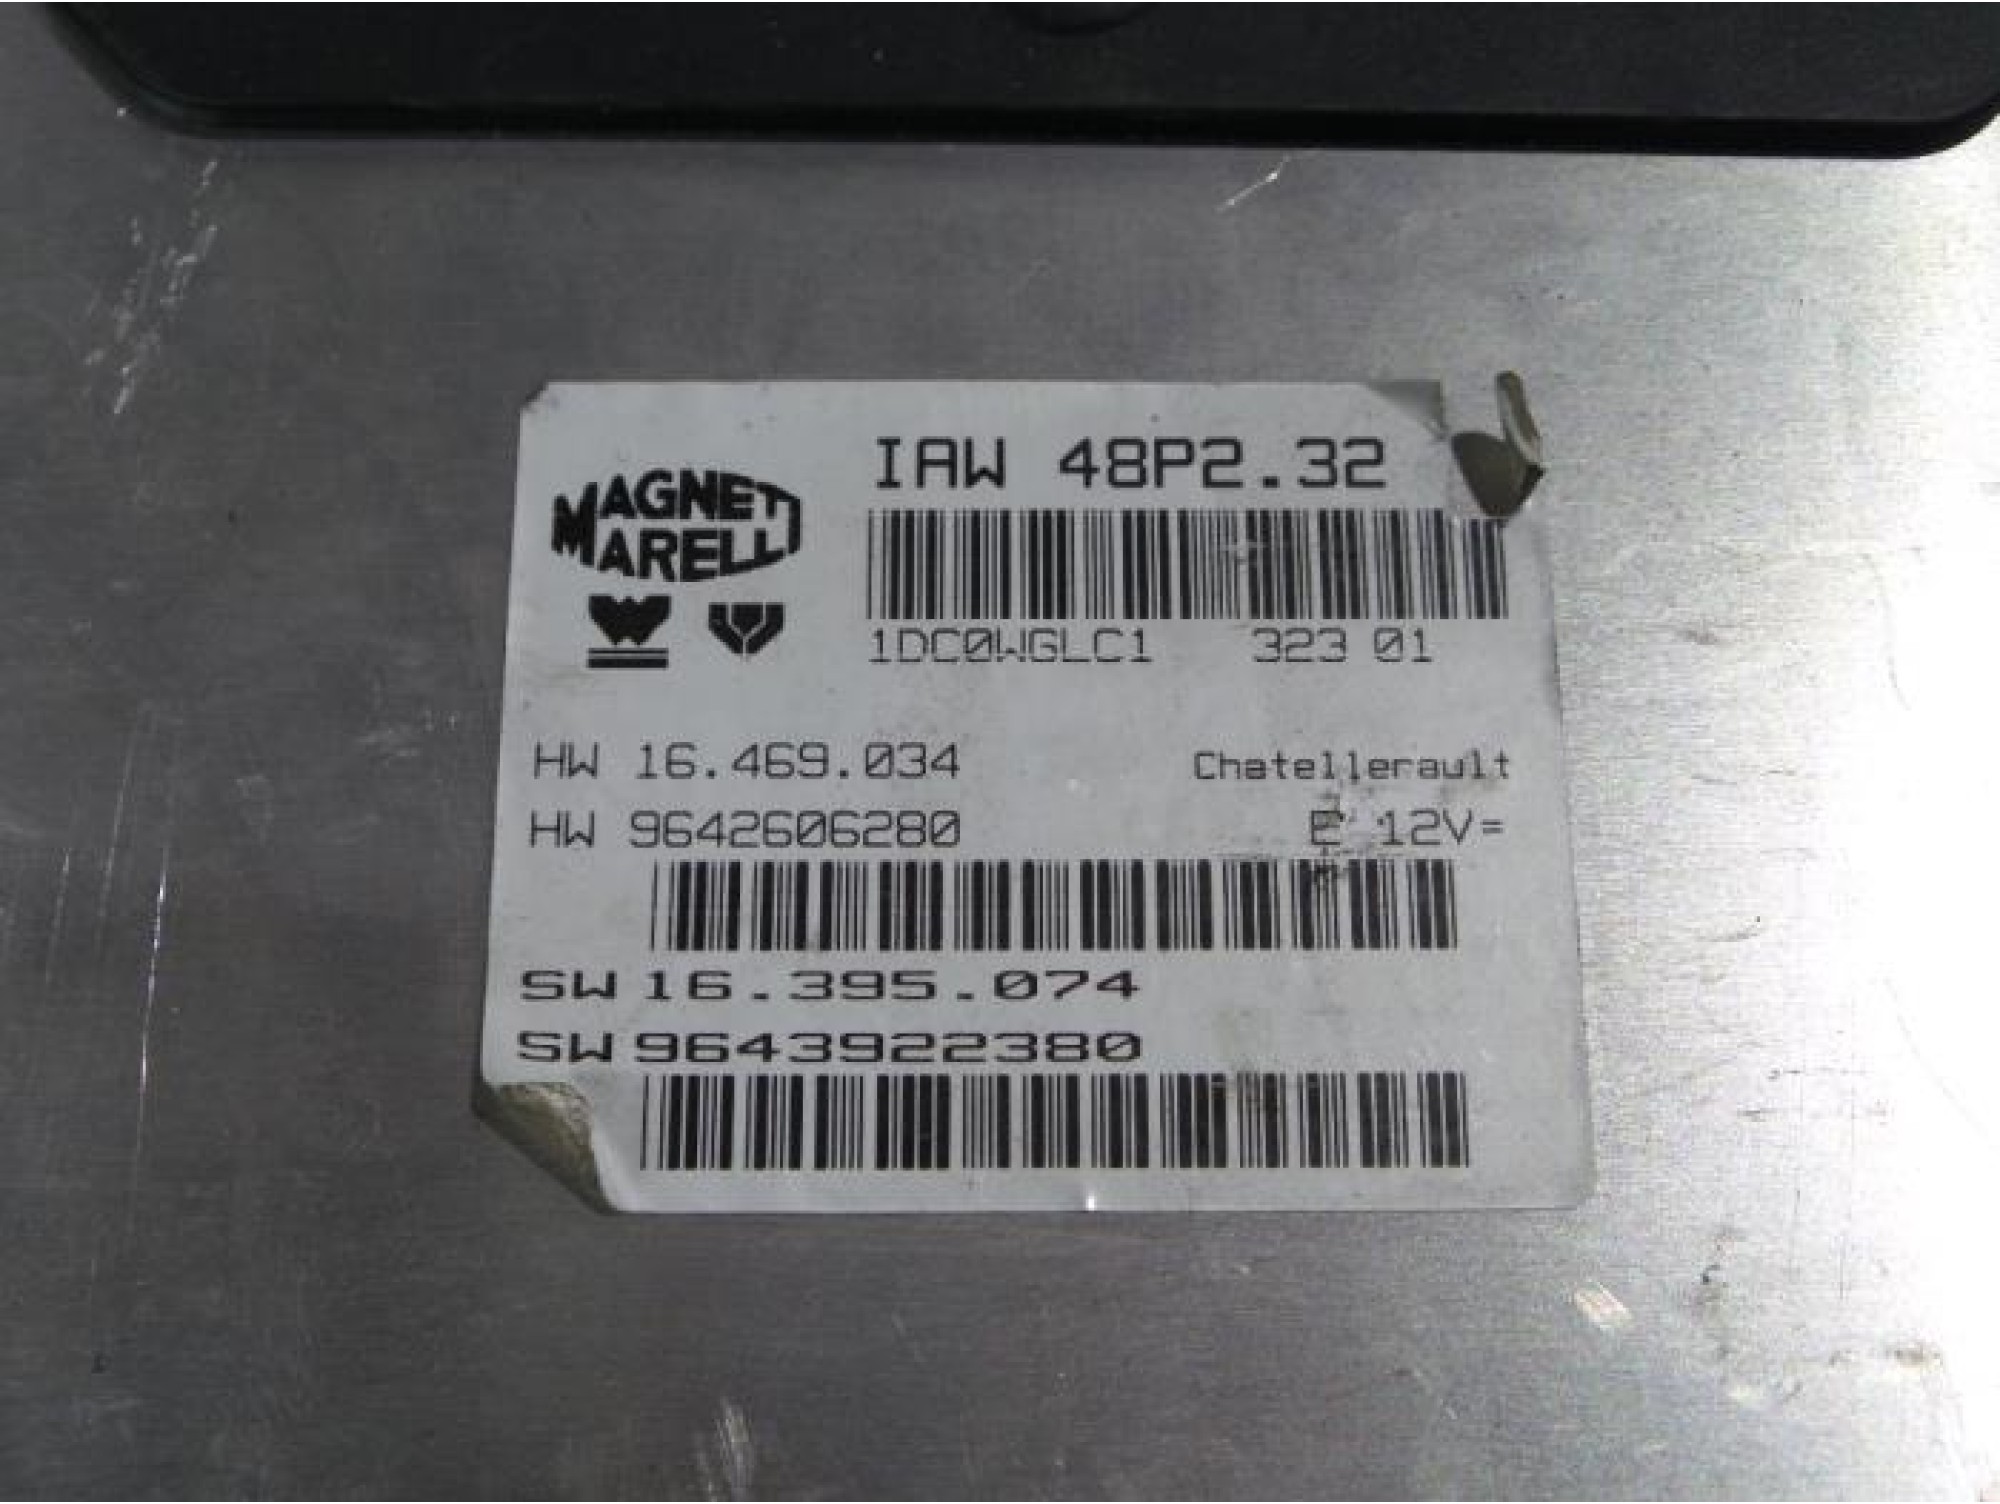 MAGNETI
MARELLI
IAW 48P2.32
1DC0WGLC1 323 01
HW 16.469.034 Chatellerault
HW 9642606280 E 12V=
SW 16.395.074
SW 9643922380